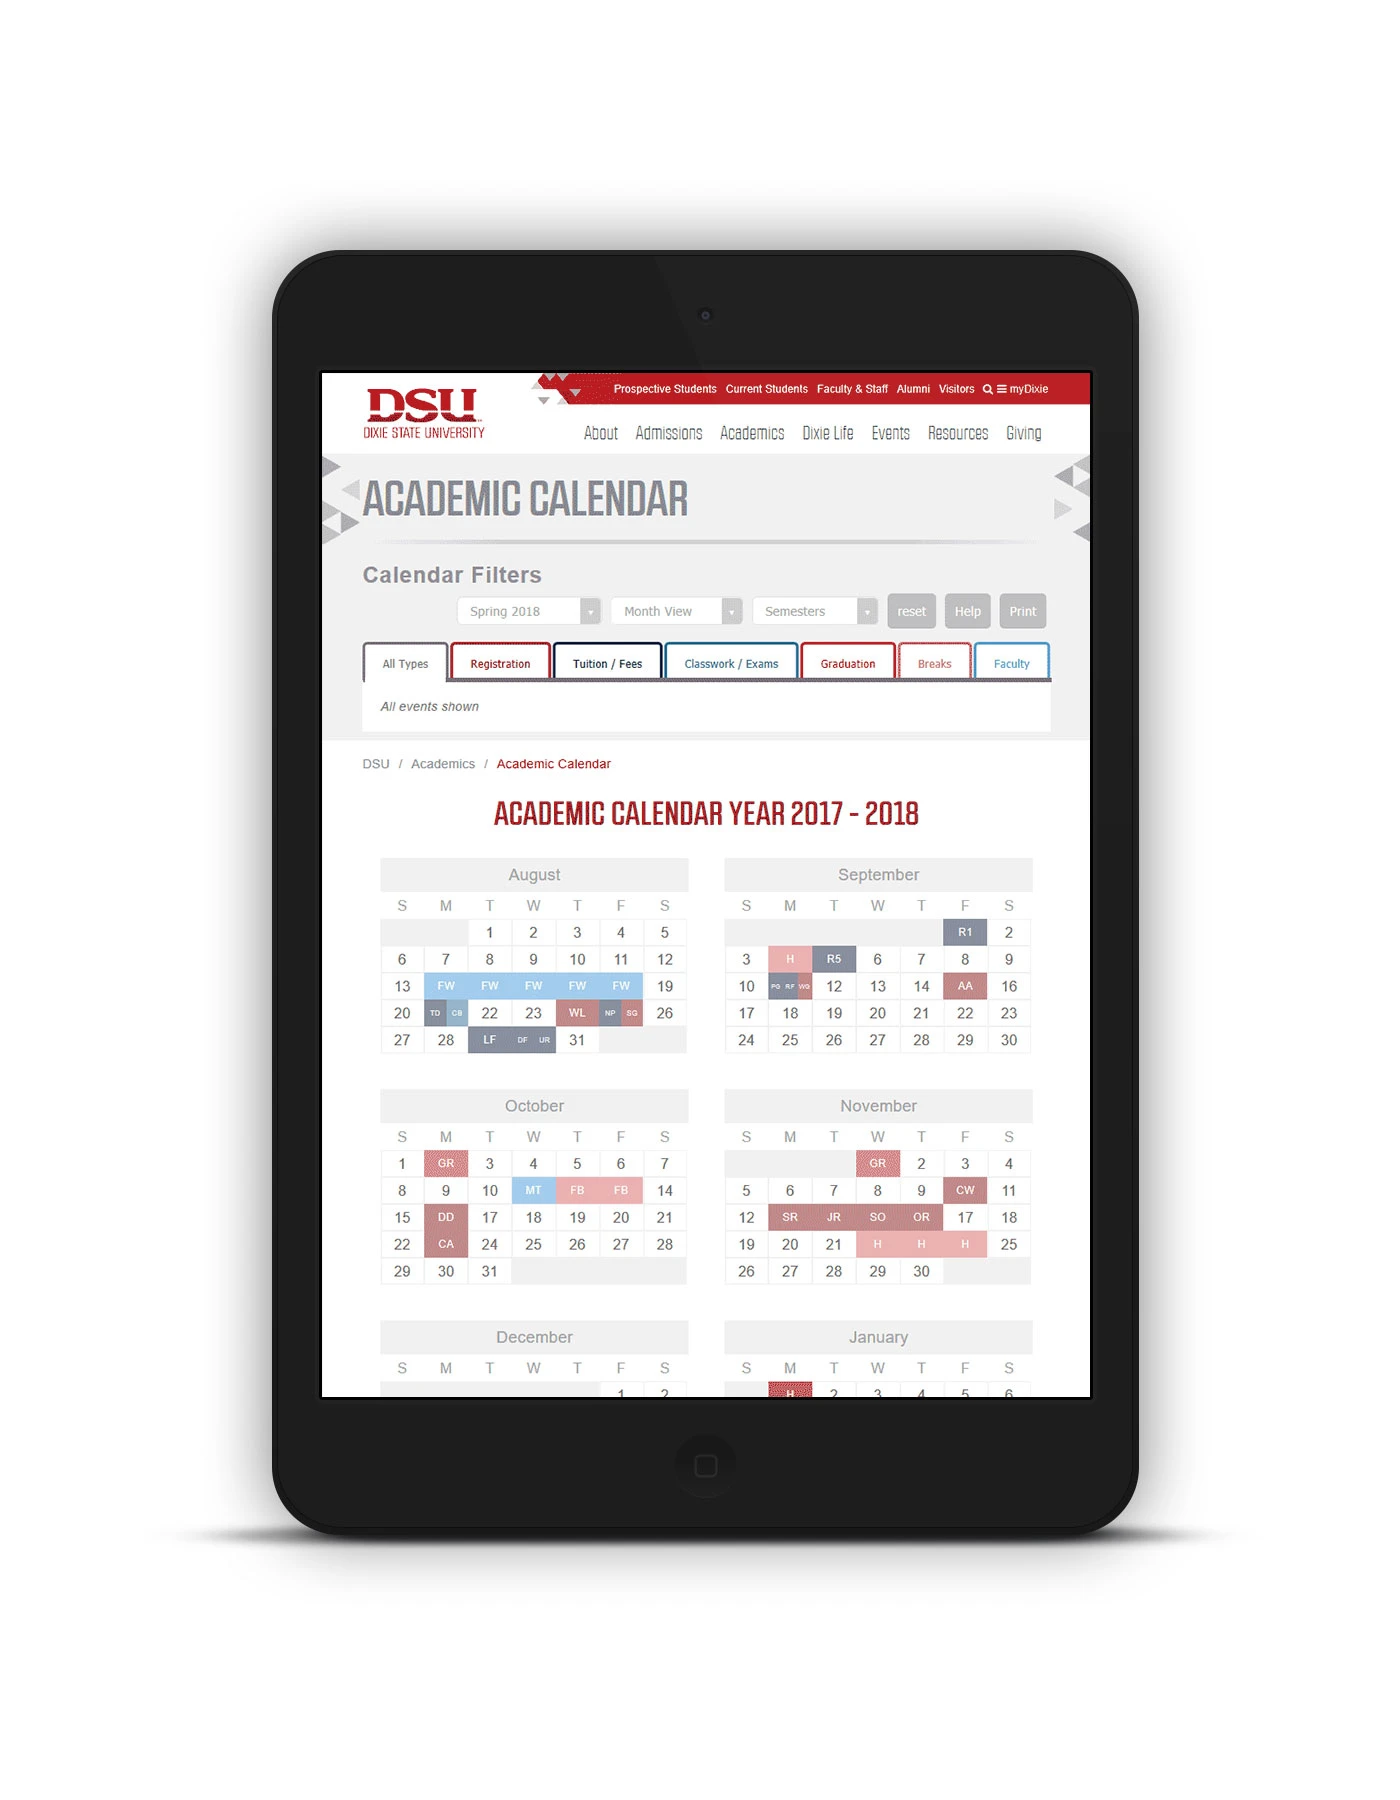 Prospective Students Current Students Faculty & Staff Alumni Visitors myDixie
DSU
DIXIE STATE UNIVERSITY
About Admissions Academics Dixie Life Events Resources Giving
ACADEMIC CALENDAR
Calendar Filters
Spring 2018 Month View Semesters reset Help Print
All Types Registration Tuition / Fees Classwork / Exams Graduation Breaks Faculty
All events shown
DSU / Academics / Academic Calendar
ACADEMIC CALENDAR YEAR 2017 - 2018
August
S M T W T F S
1 2 3 4 5
6 7 8 9 10 11 12
13 FW FW FW FW FW 19
20 TD CB 22 23 WL NP SG 26
27 28 LF DF UR 31
September
S M T W T F S
R1 2
3 H R5 6 7 8 9
10 PG RF WG 12 13 14 AA 16
17 18 19 20 21 22 23
24 25 26 27 28 29 30
October
S M T W T F S
1 GR 3 4 5 6 7
8 9 10 MT FB FB 14
15 DD 17 18 19 20 21
22 CA 24 25 26 27 28
29 30 31
November
S M T W T F S
GR 2 3 4
5 6 7 8 9 CW 11
12 SR JR SO OR 17 18
19 20 21 H H H 25
26 27 28 29 30
December
S M T W T F S
1 2
January
S M T W T F S
H 2 3 4 5 6